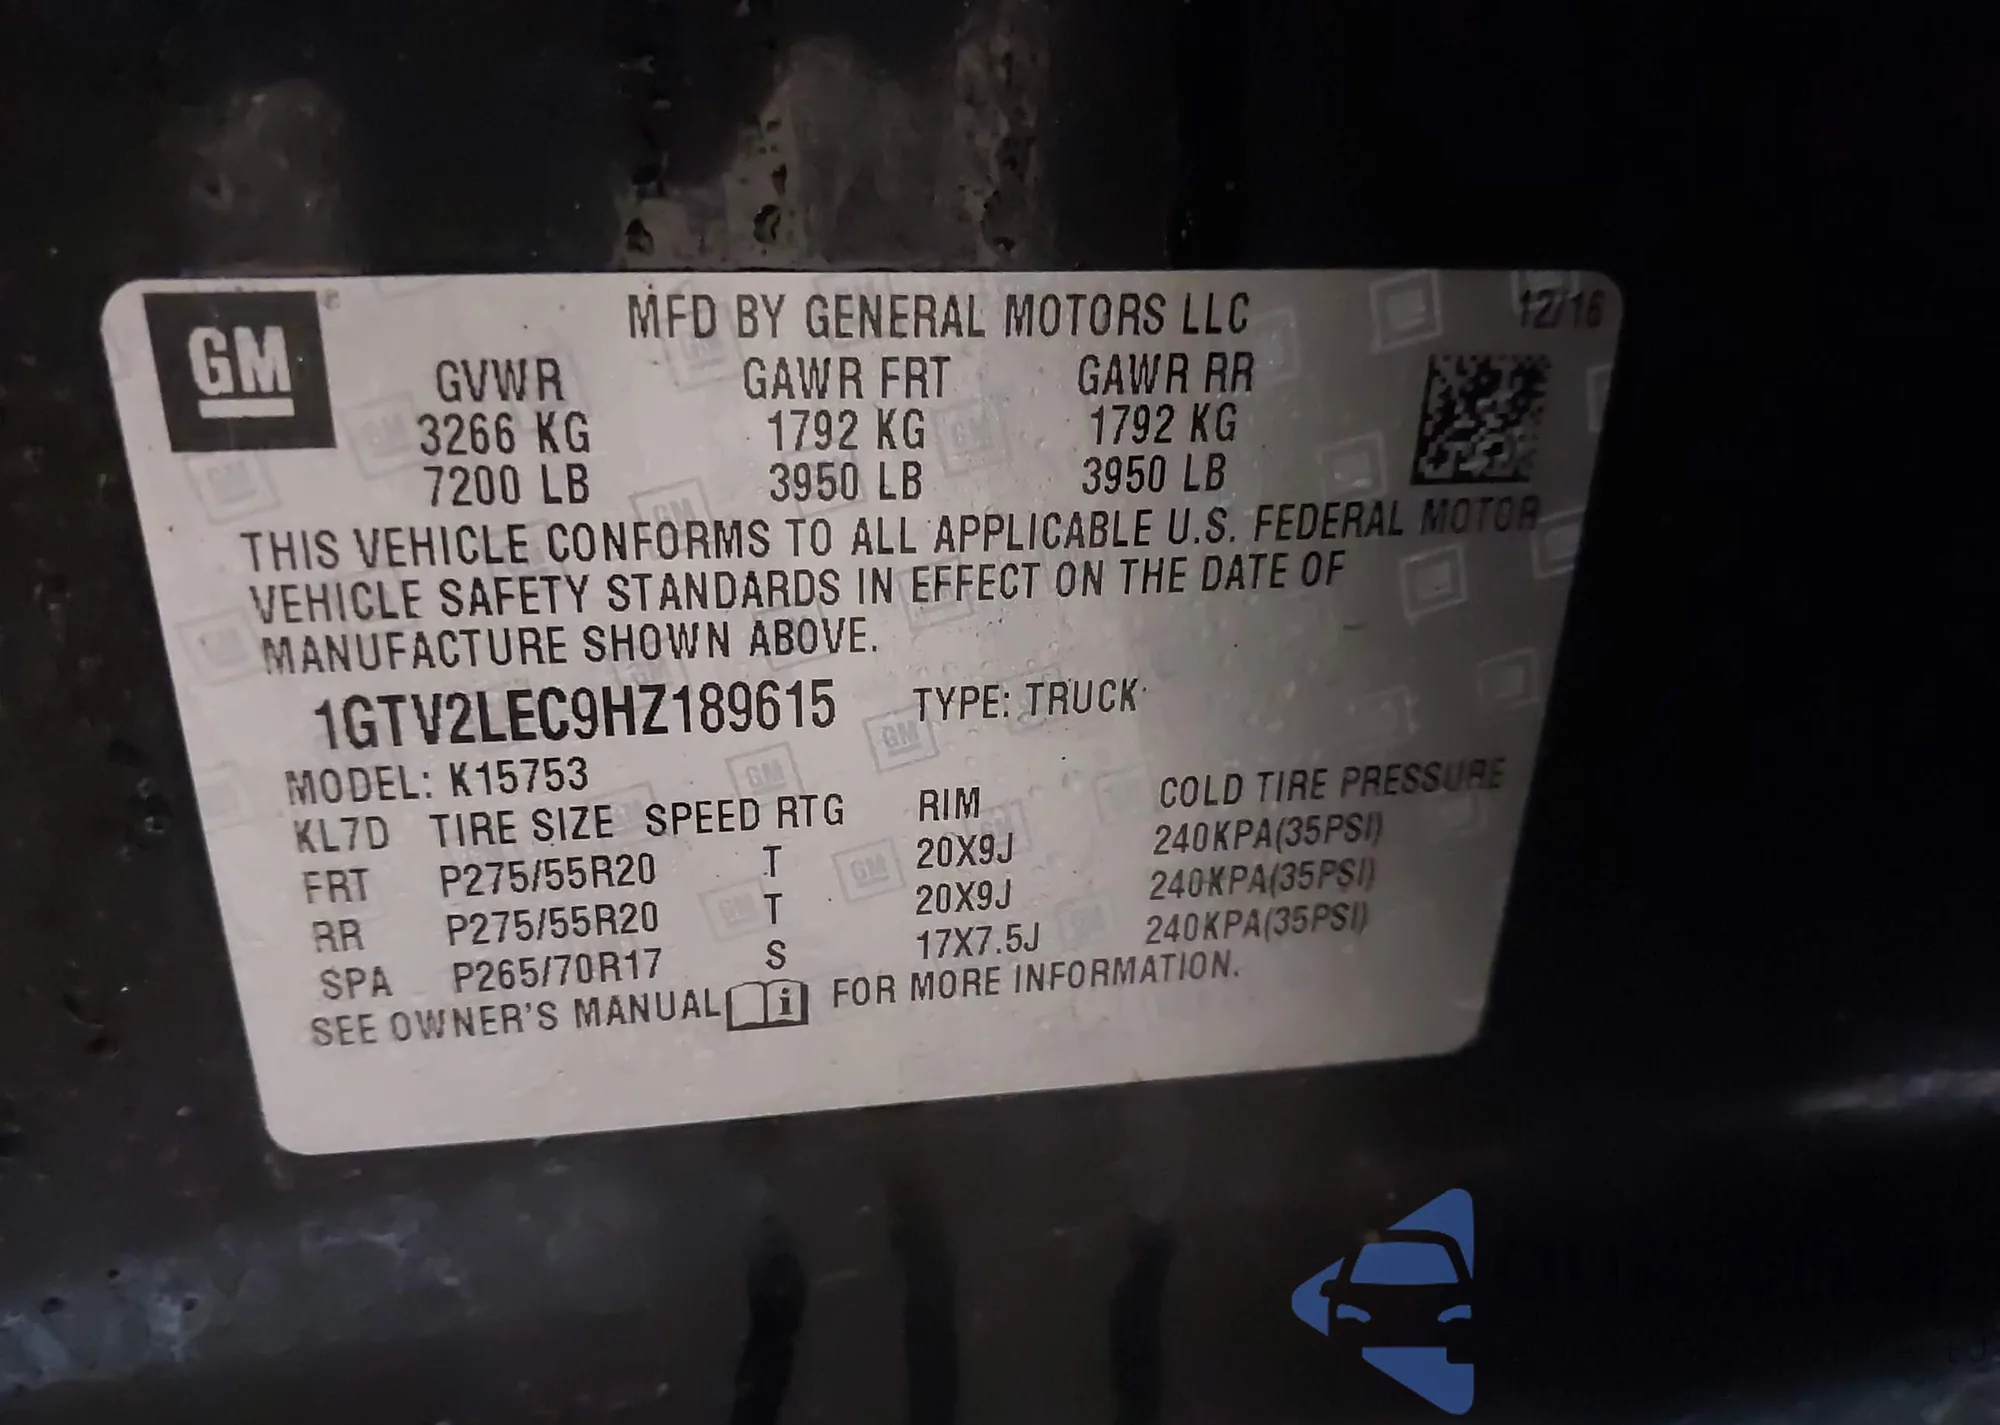 GM
MFD BY GENERAL MOTORS LLC 12/16
GVWR GAWR FRT GAWR RR
3266 KG 1792 KG 1792 KG
7200 LB 3950 LB 3950 LB
THIS VEHICLE CONFORMS TO ALL APPLICABLE U.S. FEDERAL MOTOR
VEHICLE SAFETY STANDARDS IN EFFECT ON THE DATE OF
MANUFACTURE SHOWN ABOVE.
1GTV2LEC9HZ189615 TYPE: TRUCK
MODEL: K15753
KL7D TIRE SIZE SPEED RTG RIM COLD TIRE PRESSURE
FRT P275/55R20 T 20X9J 240KPA(35PSI)
RR P275/55R20 T 20X9J 240KPA(35PSI)
SPA P265/70R17 S 17X7.5J 240KPA(35PSI)
SEE OWNER'S MANUAL i FOR MORE INFORMATION.